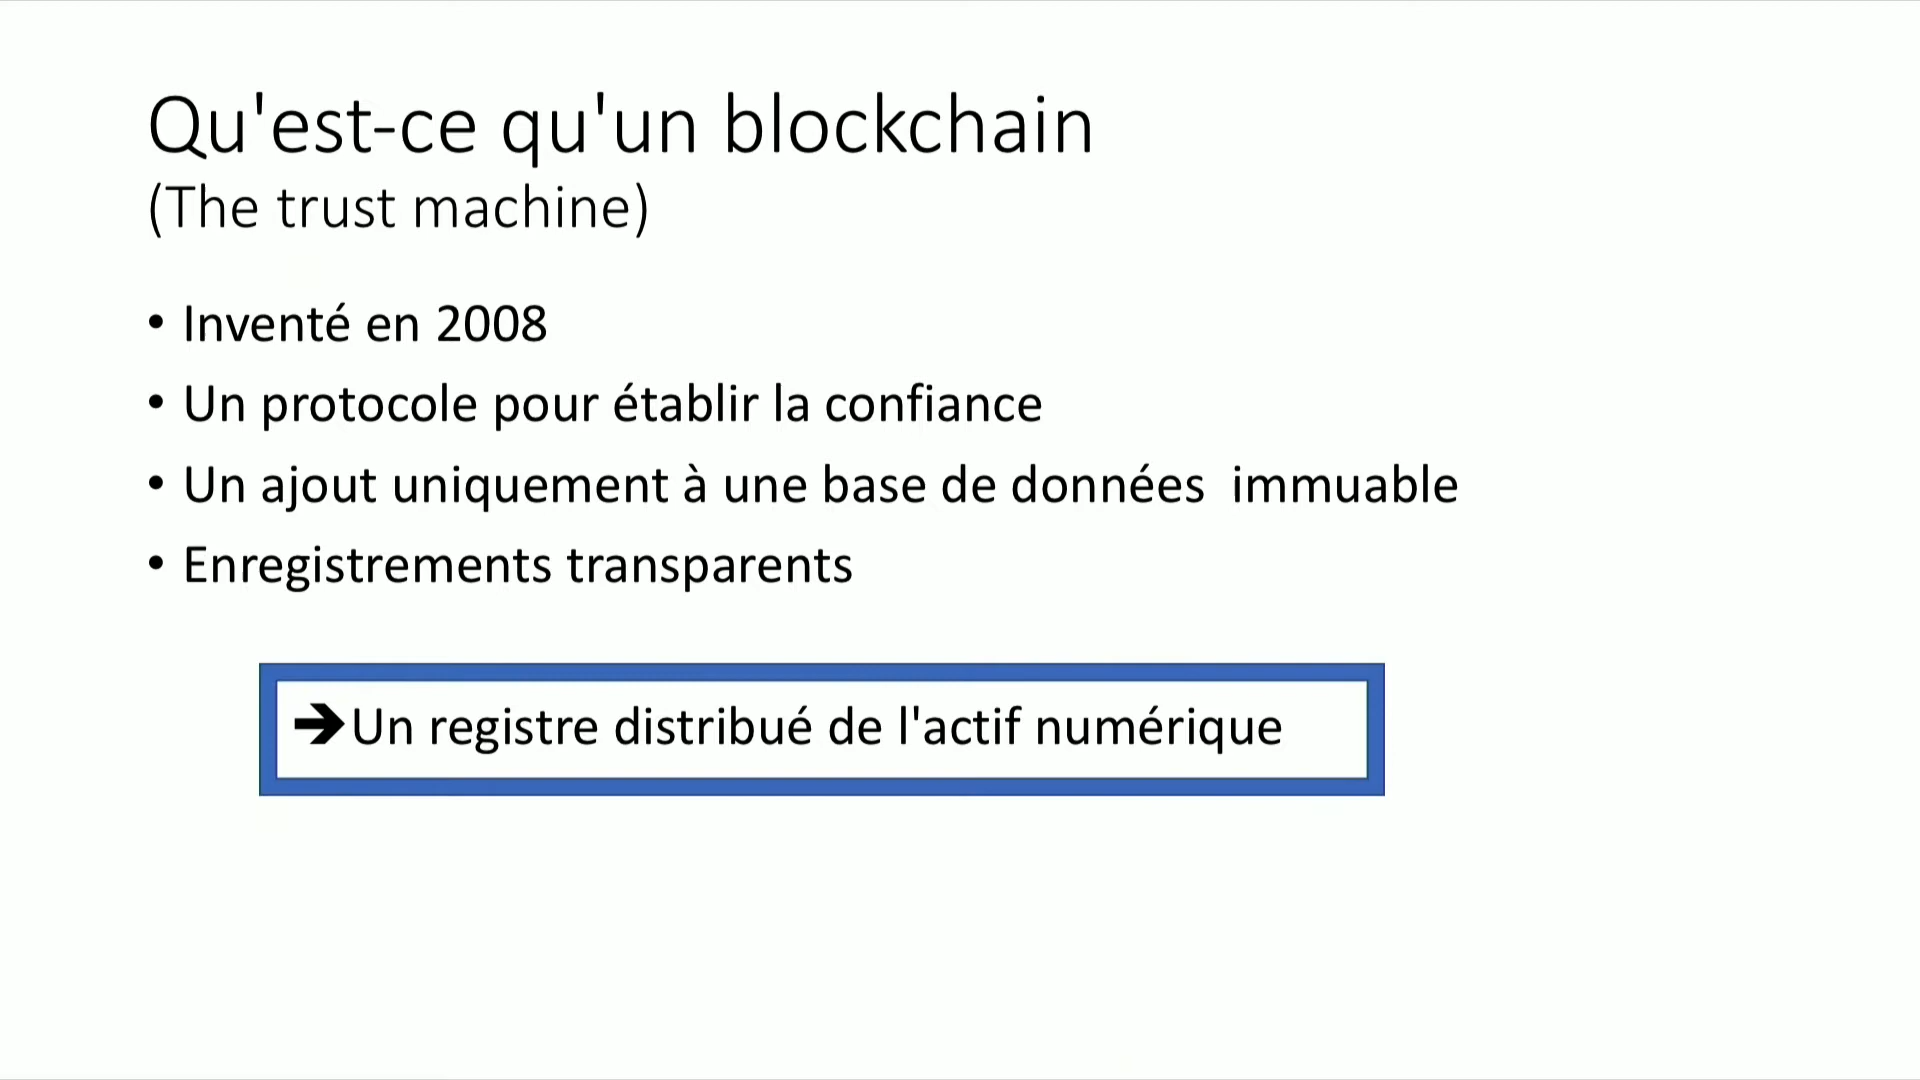 Qu'est-ce qu'un blockchain
(The trust machine)
• Inventé en 2008
• Un protocole pour établir la confiance
• Un ajout uniquement à une base de données  immuable
• Enregistrements transparents
➔Un registre distribué de l'actif numérique